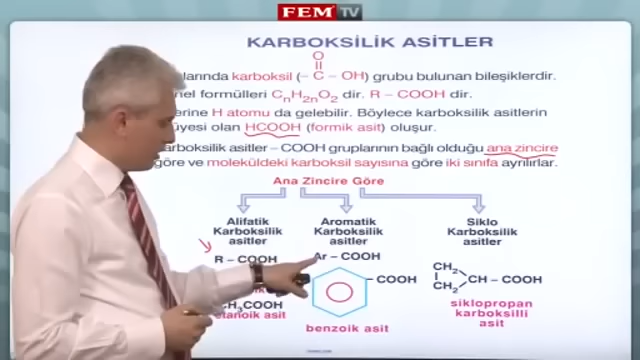 FEM TV
KARBOKSİLİK ASİTLER
O
larında karboksil (– C – OH) grubu bulunan bileşiklerdir.
nel formülleri CnH2nO2 dir. R – COOH dir.
erine H atomu da gelebilir. Böylece karboksilik asitlerin
üyesi olan HCOOH (formik asit) oluşur.
karboksilik asitler – COOH gruplarının bağlı olduğu ana zincire
göre ve moleküldeki karboksil sayısına göre iki sınıfa ayrılırlar.
Ana Zincire Göre
Alifatik Karboksilik asitler
Aromatik Karboksilik asitler
Siklo Karboksilik asitler
R – COOH
Ar – COOH
– COOH
CH2
CH – COOH
CH2
CH3COOH
etanoik asit
benzoik asit
siklopropan karboksilli asit